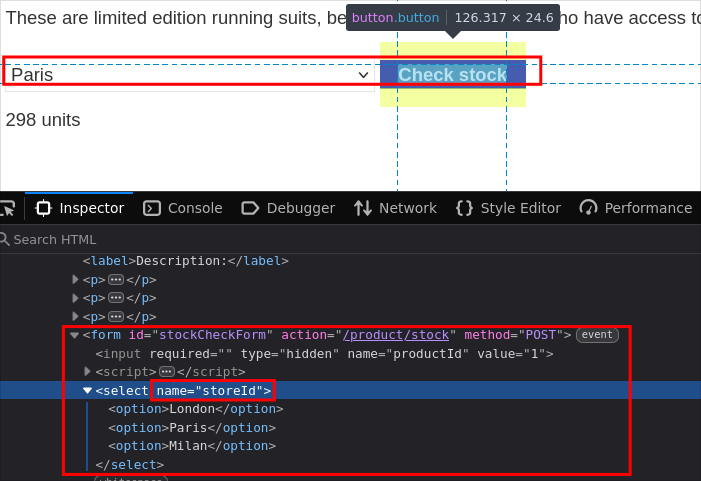 These are limited edition running suits, be
button.button | 126.317 × 24.6
no have access to
Paris
Check stock
298 units
Inspector
Console
Debugger
Network
Style Editor
Performance
Search HTML
<label>Description:</label>
<p>···</p>
<p>···</p>
<p>···</p>
<form id="stockCheckForm" action="/product/stock" method="POST"> event
<input required="" type="hidden" name="productId" value="1">
<script>···</script>
<select name="storeId">
<option>London</option>
<option>Paris</option>
<option>Milan</option>
</select>
whitespace